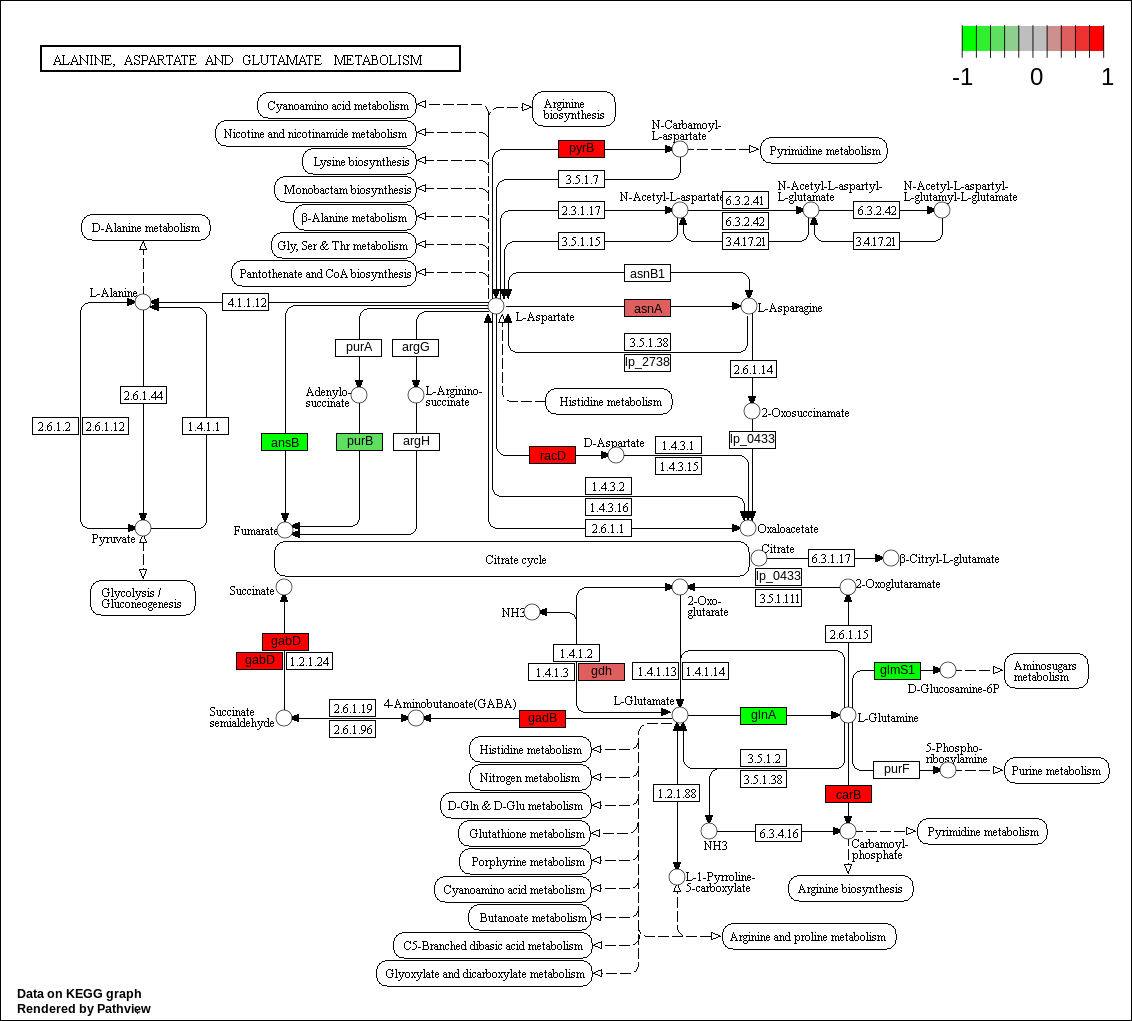 ALANINE, ASPARTATE AND GLUTAMATE METABOLISM
-1 0 1
Cyanoamino acid metabolism
Arginine
biosynthesis
Nicotine and nicotinamide metabolism
N-Carbamoyl-
L-aspartate
pyrB
Pyrimidine metabolism
Lysine biosynthesis
3.5.1.7
Monobactam biosynthesis
N-Acetyl-L-aspartate
6.3.2.41
N-Acetyl-L-aspartyl-
L-glutamate
N-Acetyl-L-aspartyl-
L-glutamyl-L-glutamate
β-Alanine metabolism
2.3.1.17
6.3.2.42
6.3.2.42
D-Alanine metabolism
Gly, Ser & Thr metabolism
3.5.1.15
3.4.17.21
3.4.17.21
Pantothenate and CoA biosynthesis
asnB1
L-Alanine
4.1.1.12
L-Aspartate
asnA
L-Asparagine
purA
argG
3.5.1.38
lp_2738
2.6.1.14
2.6.1.44
Adenylo-
succinate
L-Arginino-
succinate
Histidine metabolism
2-Oxosuccinamate
2.6.1.2
2.6.1.12
1.4.1.1
ansB
purB
argH
lp_0433
racD
D-Aspartate
1.4.3.1
1.4.3.15
1.4.3.2
1.4.3.16
2.6.1.1
Pyruvate
Fumarate
Oxaloacetate
Citrate cycle
Citrate
6.3.1.17
β-Citryl-L-glutamate
Glycolysis /
Gluconeogenesis
Succinate
lp_0433
3.5.1.111
2-Oxoglutaramate
NH3
2-Oxo-
glutarate
gabD
gabD
1.2.1.24
1.4.1.2
1.4.1.3
gdh
1.4.1.13
1.4.1.14
2.6.1.15
glmS1
Aminosugars
metabolism
D-Glucosamine-6P
Succinate
semialdehyde
2.6.1.19
2.6.1.96
4-Aminobutanoate(GABA)
gadB
L-Glutamate
glnA
L-Glutamine
Histidine metabolism
Nitrogen metabolism
D-Gln & D-Glu metabolism
Glutathione metabolism
Porphyrine metabolism
Cyanoamino acid metabolism
Butanoate metabolism
C5-Branched dibasic acid metabolism
Glyoxylate and dicarboxylate metabolism
3.5.1.2
3.5.1.38
1.2.1.88
purF
5-Phospho-
ribosylamine
Purine metabolism
carB
NH3
6.3.4.16
Carbamoyl-
phosphate
Pyrimidine metabolism
L-1-Pyrroline-
5-carboxylate
Arginine biosynthesis
Arginine and proline metabolism
Data on KEGG graph
Rendered by Pathview